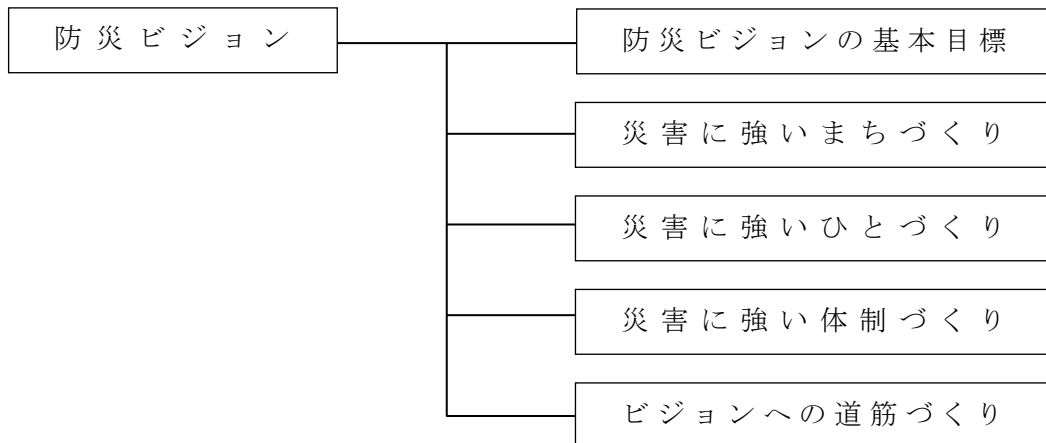 防災ビジョン
防災ビジョンの基本目標
災害に強いまちづくり
災害に強いひとづくり
災害に強い体制づくり
ビジョンへの道筋づくり